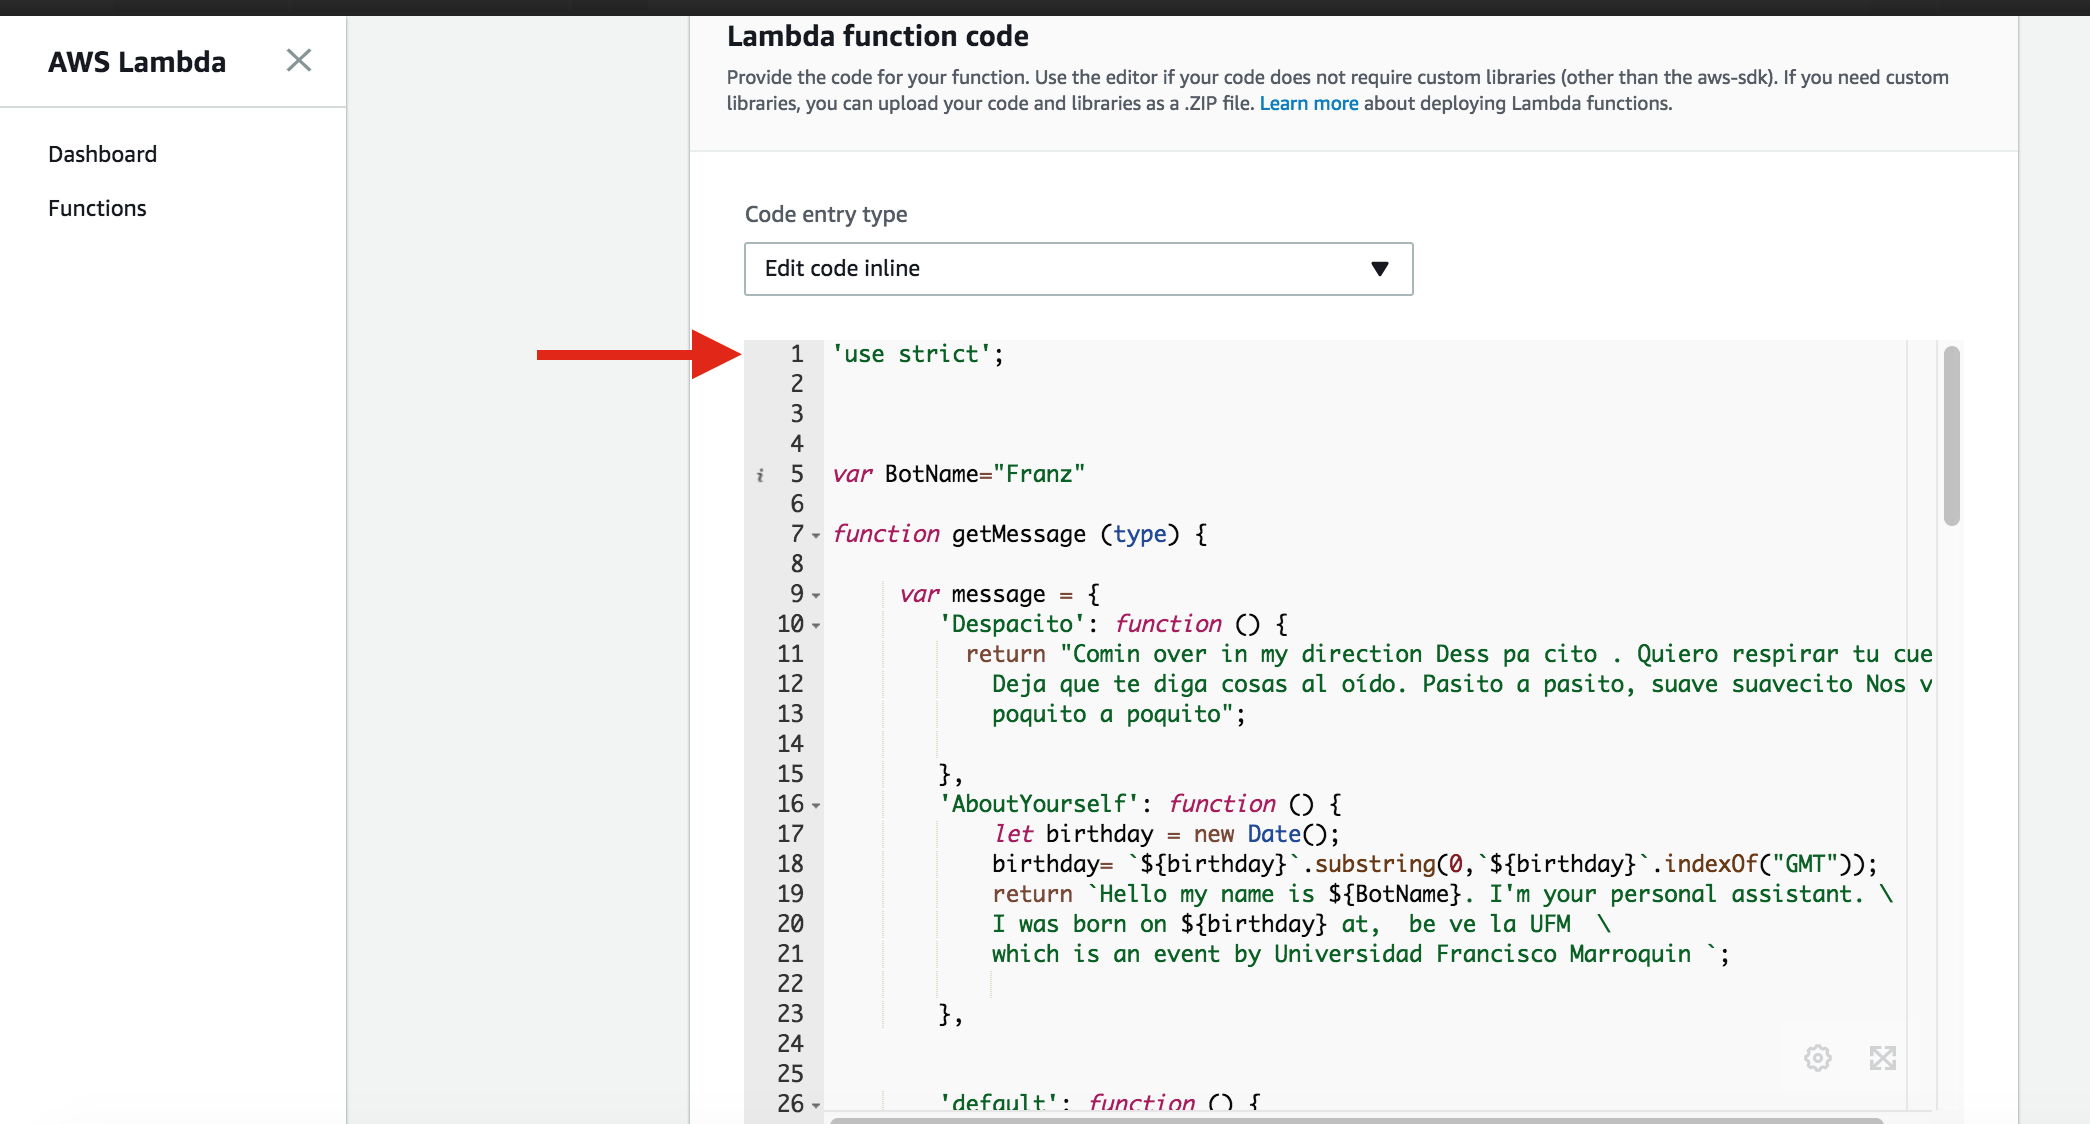 AWS Lambda
Dashboard
Functions
Lambda function code
Provide the code for your function. Use the editor if your code does not require custom libraries (other than the aws-sdk). If you need custom
libraries, you can upload your code and libraries as a .ZIP file. Learn more about deploying Lambda functions.
Code entry type
Edit code inline
1 'use strict';
2
3
4
i 5 var BotName="Franz"
6
7 function getMessage (type) {
8
9 var message = {
10 'Despacito': function () {
11 return "Comin over in my direction Dess pa cito . Quiero respirar tu cue
12 Deja que te diga cosas al oído. Pasito a pasito, suave suavecito Nos v
13 poquito a poquito";
14
15 },
16 'AboutYourself': function () {
17 let birthday = new Date();
18 birthday= `${birthday}`.substring(0,`${birthday}`.indexOf("GMT"));
19 return `Hello my name is ${BotName}. I'm your personal assistant. \
20 I was born on ${birthday} at,  be ve la UFM  \
21 which is an event by Universidad Francisco Marroquin `;
22
23 },
24
25
26 'default': function () {